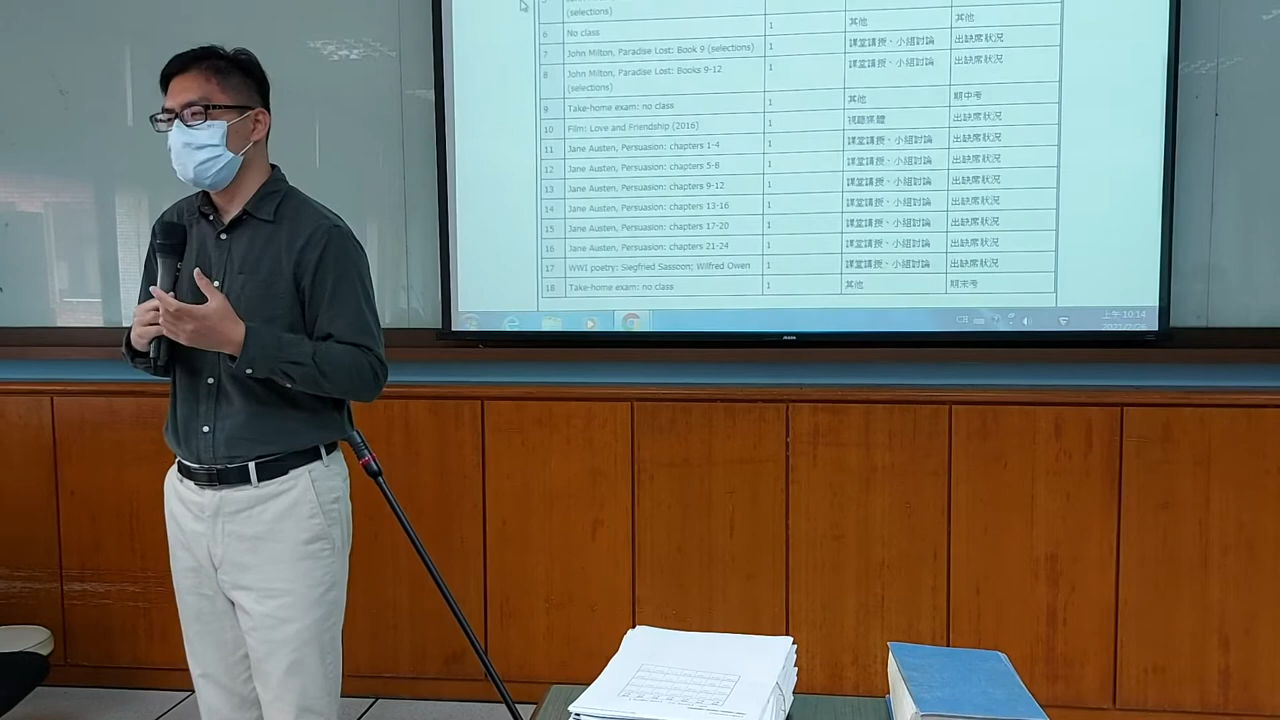 (selections)
6 No class 1 其他 其他
7 John Milton, Paradise Lost: Book 9 (selections) 1 課堂講授、小組討論 出缺席狀況
8 John Milton, Paradise Lost: Books 9-12 (selections) 1 課堂講授、小組討論 出缺席狀況
9 Take-home exam: no class 1 其他 期中考
10 Film: Love and Friendship (2016) 1 視聽媒體 出缺席狀況
11 Jane Austen, Persuasion: chapters 1-4 1 課堂講授、小組討論 出缺席狀況
12 Jane Austen, Persuasion: chapters 5-8 1 課堂講授、小組討論 出缺席狀況
13 Jane Austen, Persuasion: chapters 9-12 1 課堂講授、小組討論 出缺席狀況
14 Jane Austen, Persuasion: chapters 13-16 1 課堂講授、小組討論 出缺席狀況
15 Jane Austen, Persuasion: chapters 17-20 1 課堂講授、小組討論 出缺席狀況
16 Jane Austen, Persuasion: chapters 21-24 1 課堂講授、小組討論 出缺席狀況
17 WWI poetry: Siegfried Sassoon; Wilfred Owen 1 課堂講授、小組討論 出缺席狀況
18 Take-home exam: no class 1 其他 期末考
CH 上午 10:14